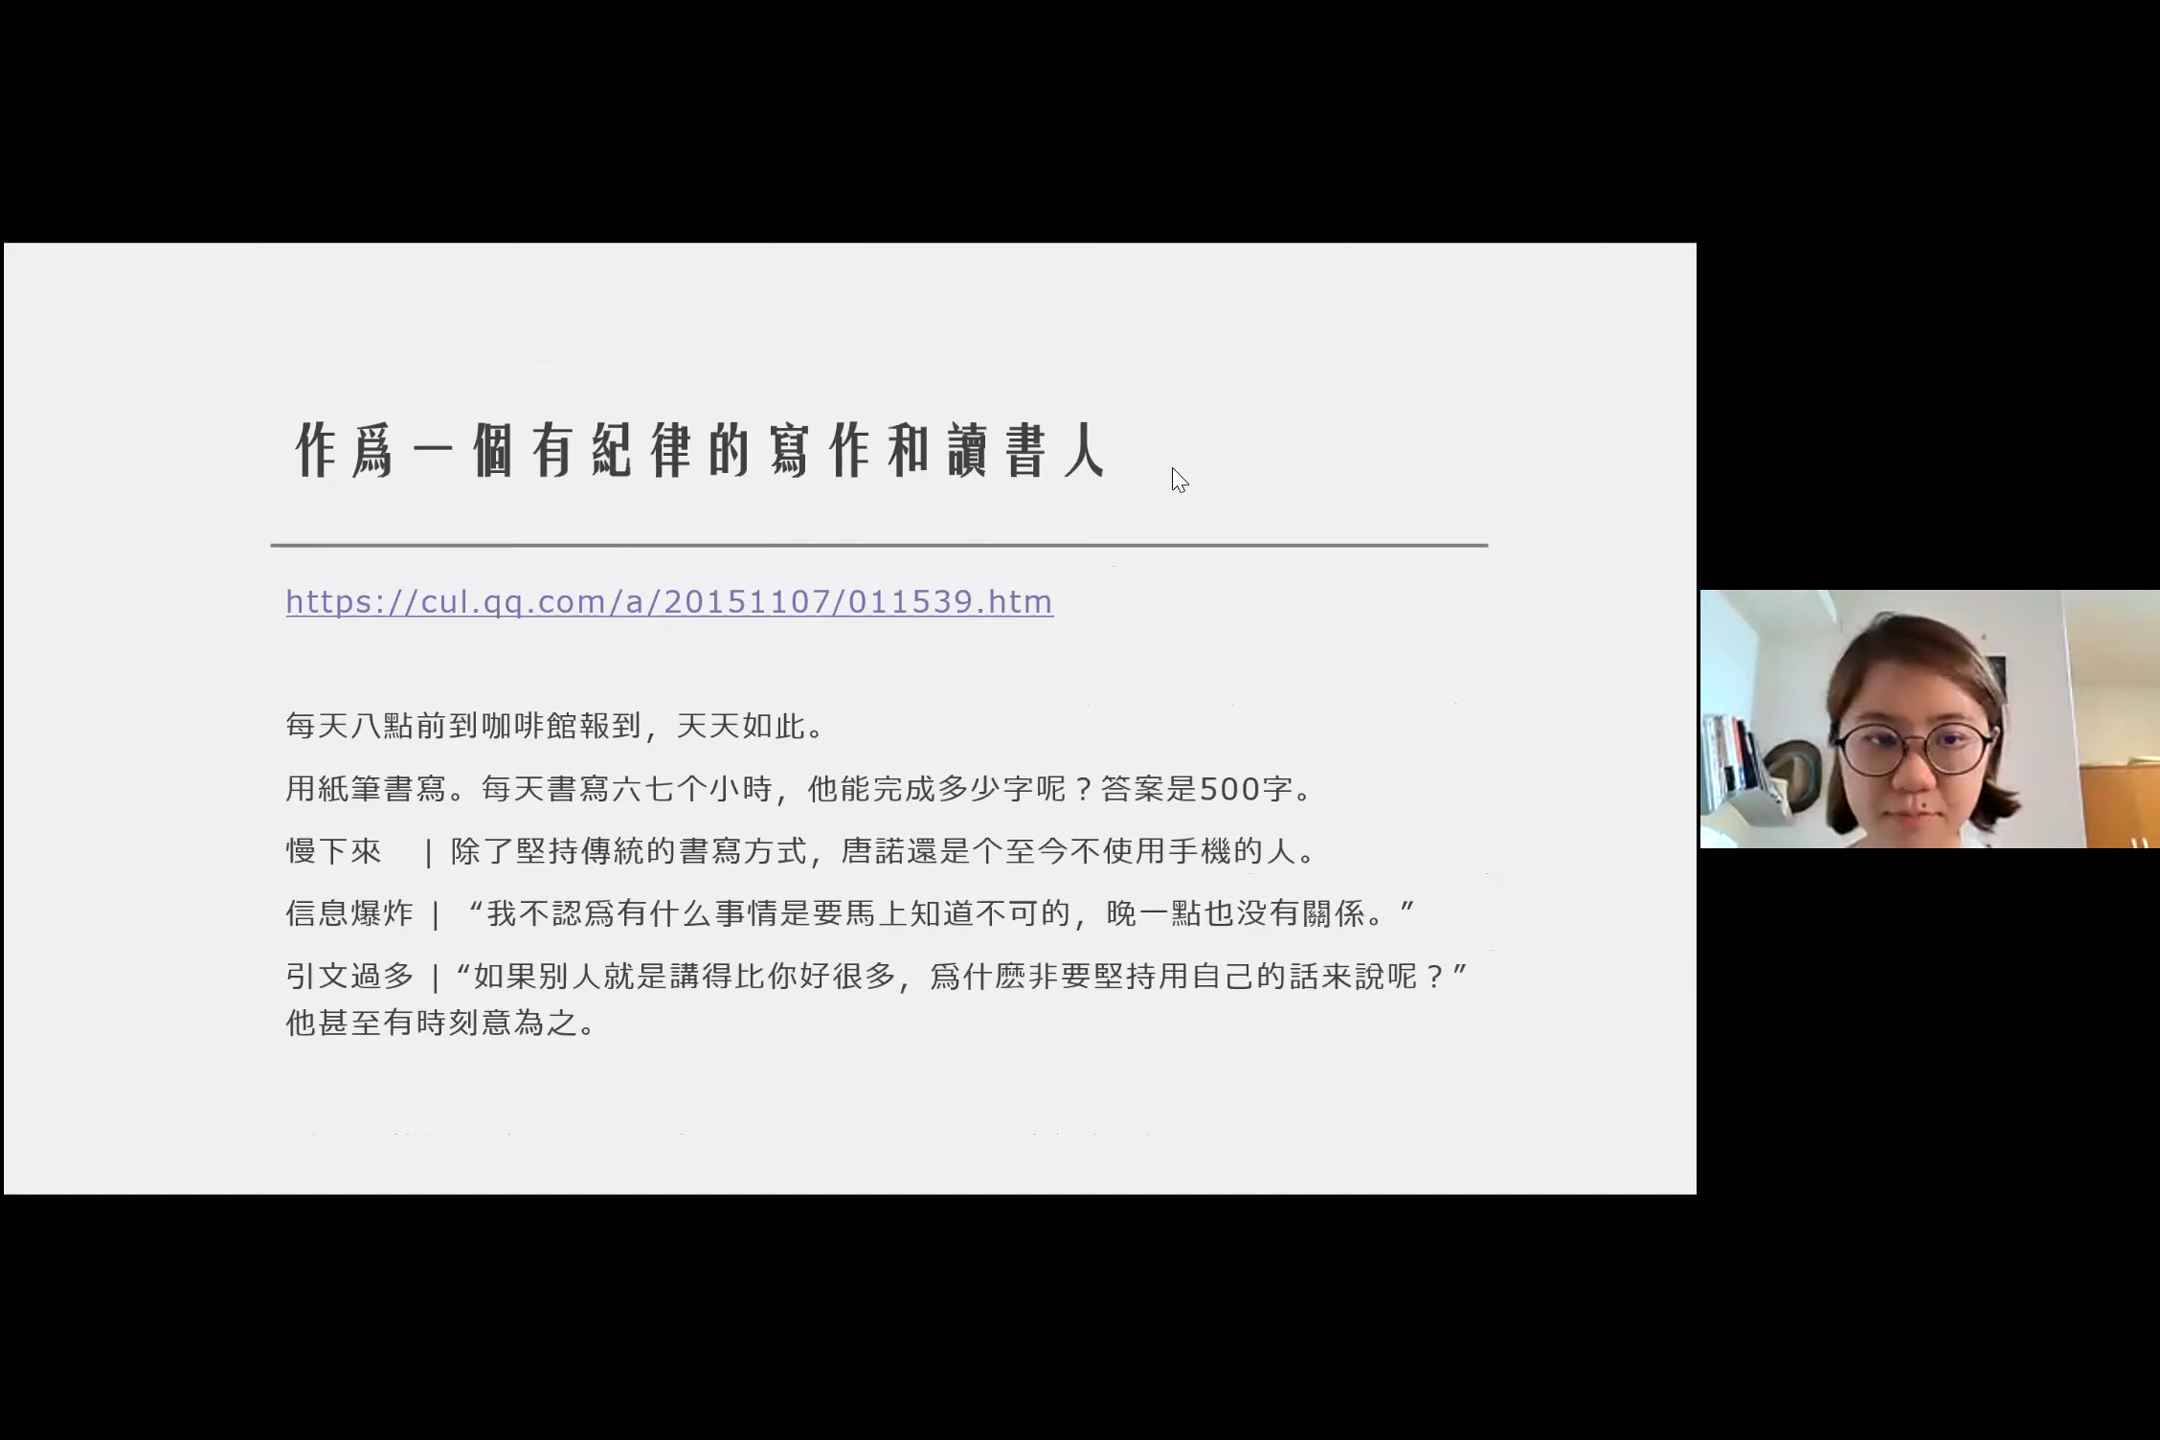 作爲一個有紀律的寫作和讀書人
https://cul.qq.com/a/20151107/011539.htm
每天八點前到咖啡館報到，天天如此。
用紙筆書寫。每天書寫六七个小時，他能完成多少字呢？答案是500字。
慢下來 | 除了堅持傳統的書寫方式，唐諾還是个至今不使用手機的人。
信息爆炸 | “我不認爲有什么事情是要馬上知道不可的，晚一點也没有關係。”
引文過多 | “如果别人就是講得比你好很多，爲什麽非要堅持用自己的話来說呢？”
他甚至有時刻意為之。